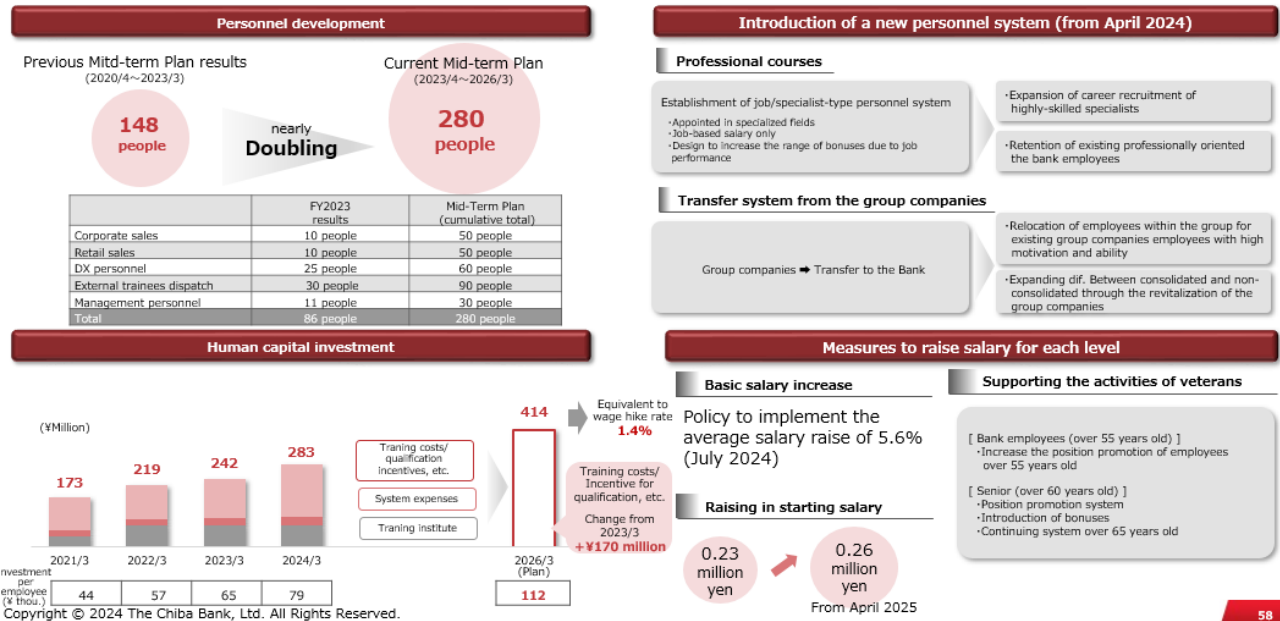 Personnel development
Previous Mitd-term Plan results
(2020/4～2023/3)
148
people
nearly
Doubling
Current Mid-term Plan
(2023/4～2026/3)
280
people
FY2023
results
Mid-Term Plan
(cumulative total)
Corporate sales 10 people 50 people
Retail sales 10 people 50 people
DX personnel 25 people 60 people
External trainees dispatch 30 people 90 people
Management personnel 11 people 30 people
Total 86 people 280 people
Introduction of a new personnel system (from April 2024)
Professional courses
Establishment of job/specialist-type personnel system
･Appointed in specialized fields
･Job-based salary only
･Design to increase the range of bonuses due to job
performance
･Expansion of career recruitment of
highly-skilled specialists
･Retention of existing professionally oriented
the bank employees
Transfer system from the group companies
Group companies ➡ Transfer to the Bank
･Relocation of employees within the group for
existing group companies employees with high
motivation and ability
･Expanding dif. Between consolidated and non-
consolidated through the revitalization of the
group companies
Human capital investment
(¥Million)
173
219
242
283
414
2021/3
2022/3
2023/3
2024/3
2026/3
(Plan)
Traning costs/
qualification
incentives, etc.
System expenses
Traning institute
Equivalent to
wage hike rate
1.4%
Training costs/
Incentive for
qualification, etc.
Change from
2023/3
+¥170 million
nvestment
per
employee
(¥ thou.)
44 57 65 79 112
Measures to raise salary for each level
Basic salary increase
Policy to implement the
average salary raise of 5.6%
(July 2024)
Raising in starting salary
0.23
million
yen
0.26
million
yen
From April 2025
Supporting the activities of veterans
[ Bank employees (over 55 years old) ]
･Increase the position promotion of employees
over 55 years old
[ Senior (over 60 years old) ]
･Position promotion system
･Introduction of bonuses
･Continuing system over 65 years old
Copyright © 2024 The Chiba Bank, Ltd. All Rights Reserved.
58